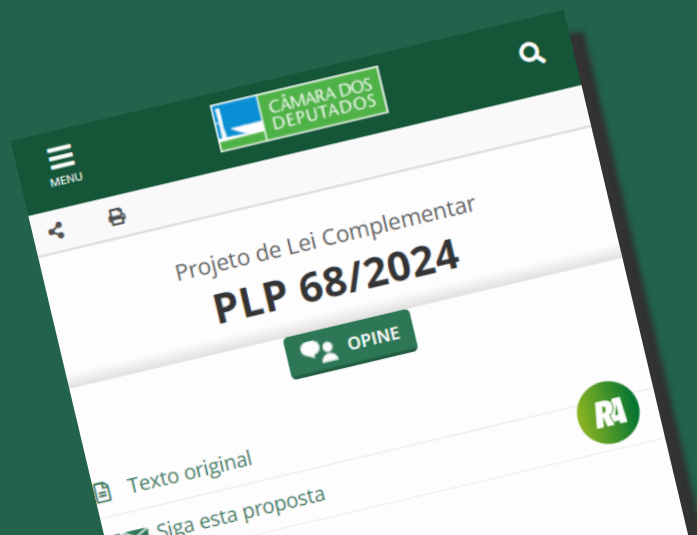 CÂMARA DOS
DEPUTADOS
MENU
Projeto de Lei Complementar
PLP 68/2024
OPINE
RA
Texto original
Siga esta proposta